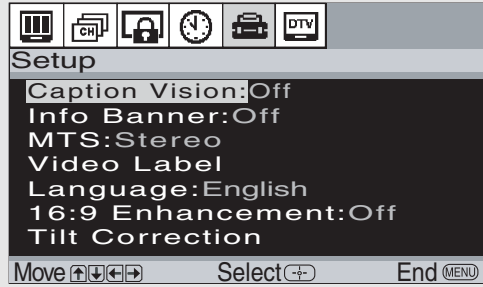 CH DTV
Setup
Caption Vision:Off
Info Banner:Off
MTS:Stereo
Video Label
Language:English
16:9 Enhancement:Off
Tilt Correction
Move Select End MENU